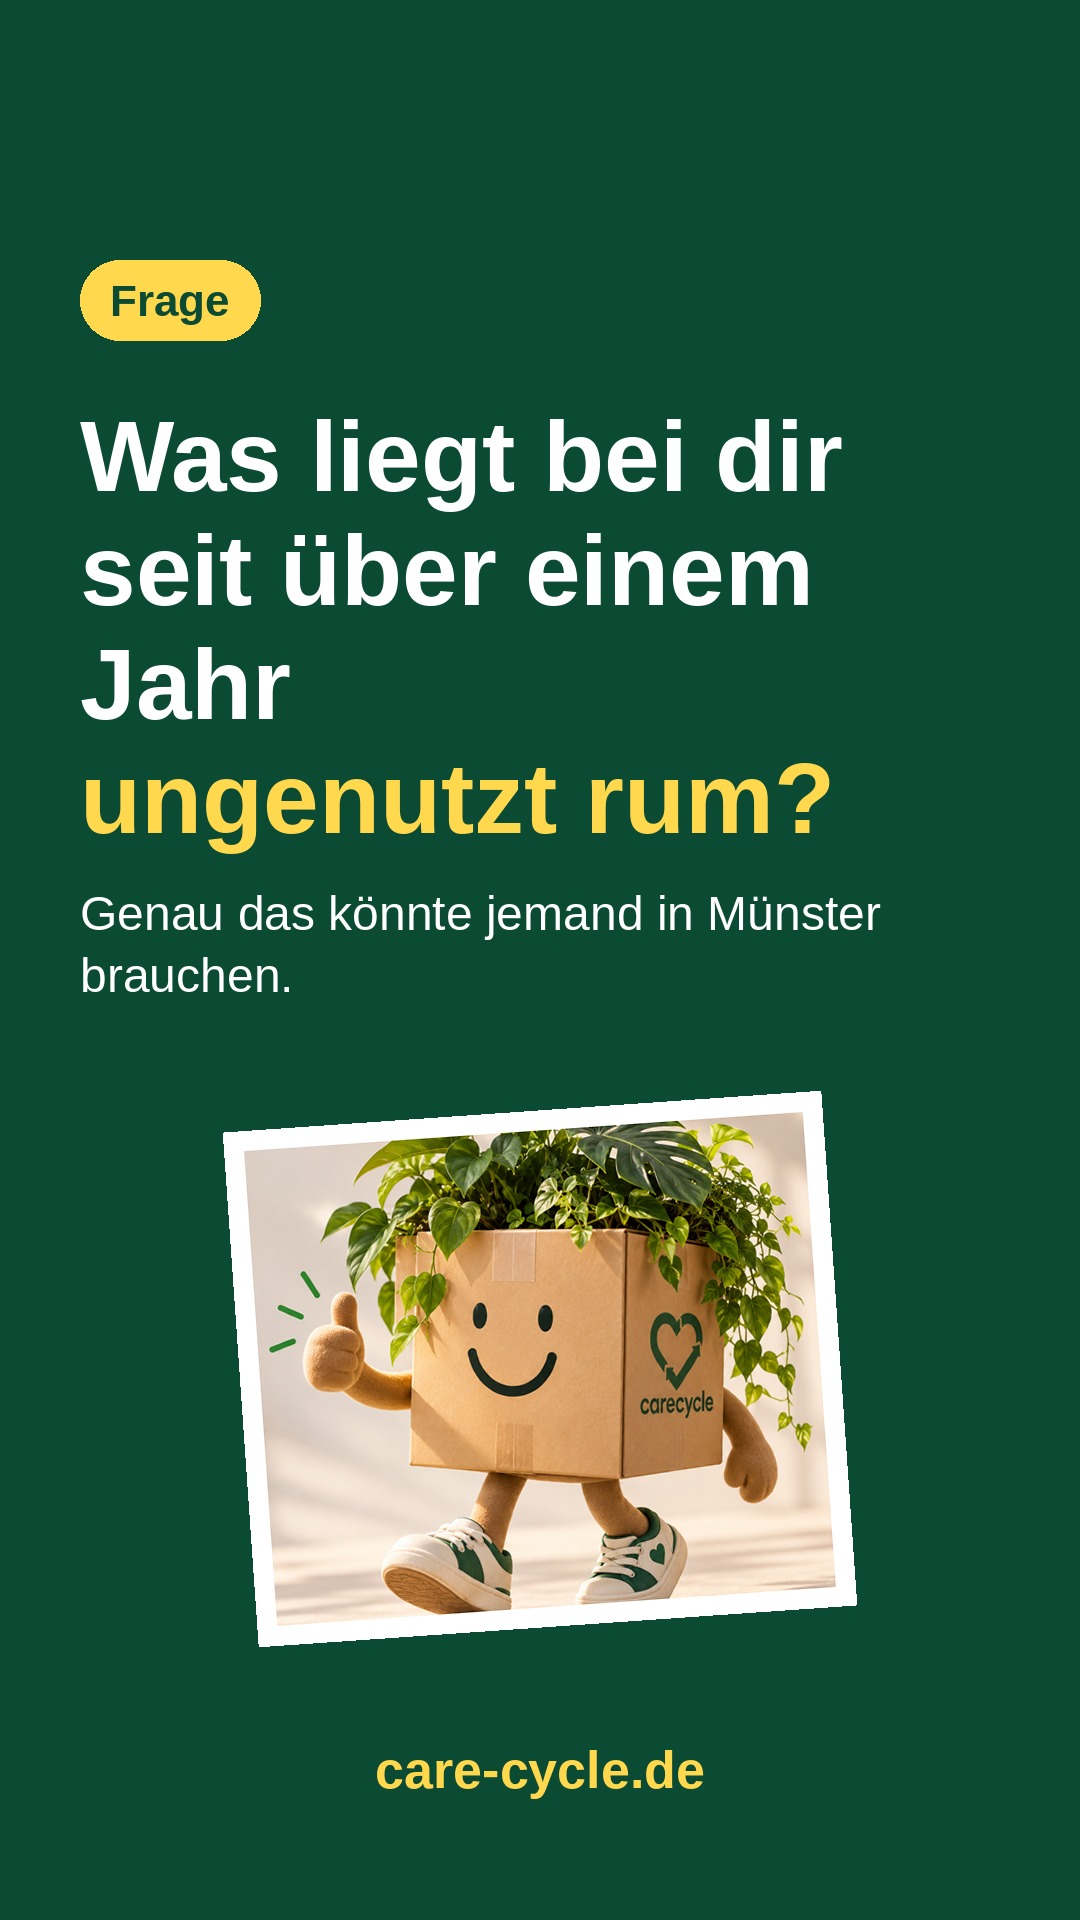 Frage
Was liegt bei dir
seit über einem
Jahr
ungenutzt rum?
Genau das könnte jemand in Münster
brauchen.
carecycle
care-cycle.de